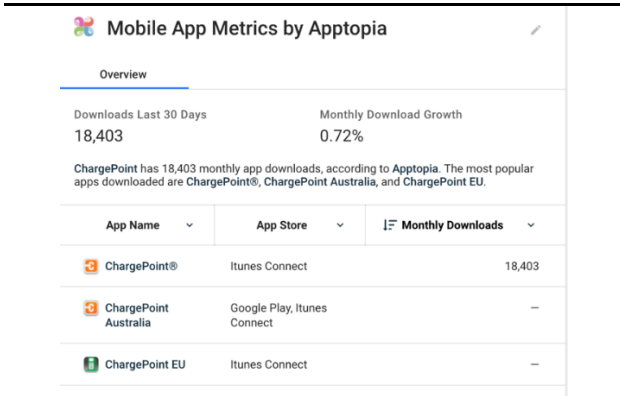 Mobile App Metrics by Apptopia
Overview
Downloads Last 30 Days Monthly Download Growth
18,403 0.72%
ChargePoint has 18,403 monthly app downloads, according to Apptopia. The most popular
apps downloaded are ChargePoint®, ChargePoint Australia, and ChargePoint EU.
App Name App Store Monthly Downloads
ChargePoint® Itunes Connect 18,403
ChargePoint Google Play, Itunes —
Australia Connect
ChargePoint EU Itunes Connect —